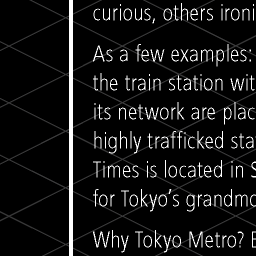 curious, others ironi
As a few examples:
the train station wit
its network are plac
highly trafficked sta
Times is located in S
for Tokyo's grandmo
Why Tokyo Metro? E